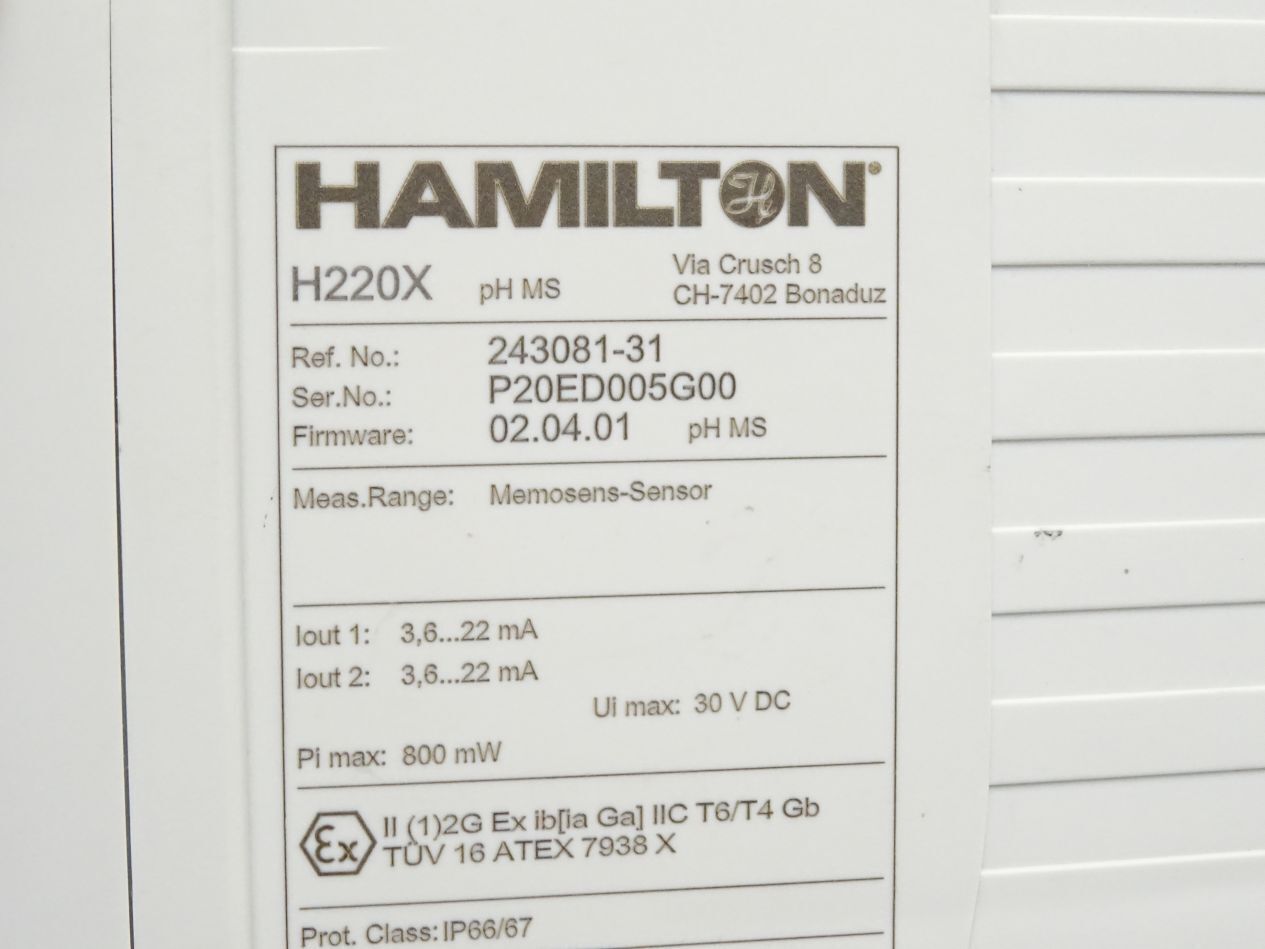 HAMILTON®
H220X pH MS Via Crusch 8
CH-7402 Bonaduz
Ref. No.: 243081-31
Ser.No.: P20ED005G00
Firmware: 02.04.01 pH MS
Meas.Range: Memosens-Sensor
Iout 1: 3,6...22 mA
Iout 2: 3,6...22 mA
Ui max: 30 V DC
Pi max: 800 mW
Ex II (1)2G Ex ib[ia Ga] IIC T6/T4 Gb
TÜV 16 ATEX 7938 X
Prot. Class: IP66/67